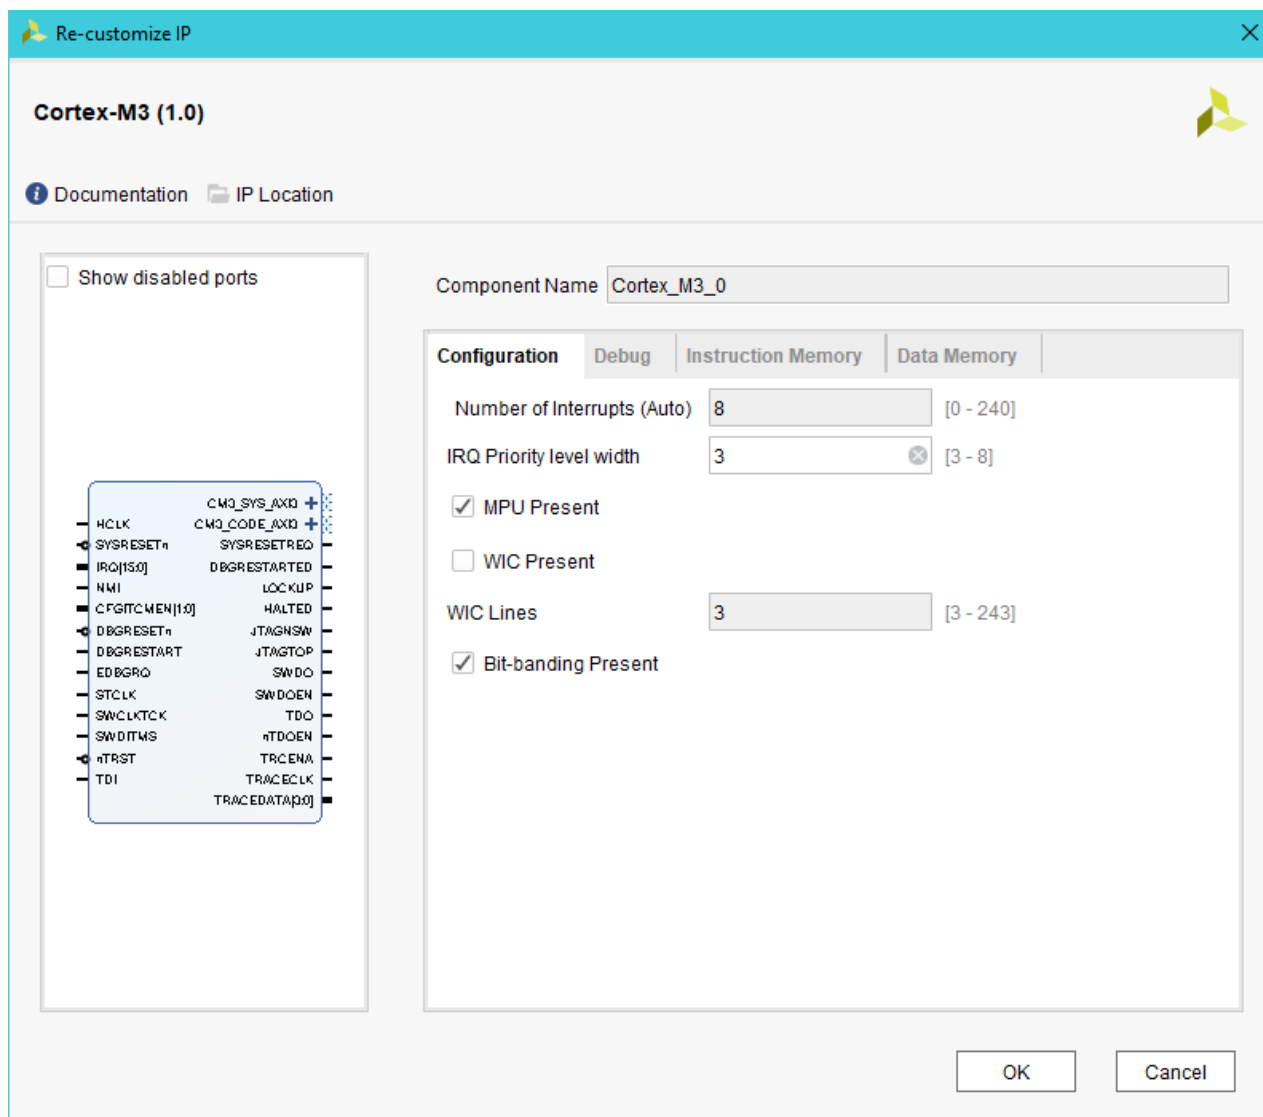 Re-customize IP
Cortex-M3 (1.0)
Documentation IP Location
Show disabled ports
Component Name Cortex_M3_0
Configuration Debug Instruction Memory Data Memory
Number of Interrupts (Auto) 8 [0 - 240]
IRQ Priority level width 3 [3 - 8]
MPU Present
WIC Present
WIC Lines 3 [3 - 243]
Bit-banding Present
CM3_SYS_AXI3
HCLK CM3_CODE_AXI3
SYSRESETn SYSRESETREQ
IRQ[15:0] DBGRESTARTED
NMI LOCKUP
CFGITCMEN[1:0] HALTED
DBGRESETn JTAGNSW
DBGRESTART JTAGTOP
EDBGRQ SWDO
STCLK SWDOEN
SWCLKTCK TDO
SWDITMS nTDOEN
nTRST TRCENA
TDI TRACECLK
TRACEDATA[3:0]
OK Cancel